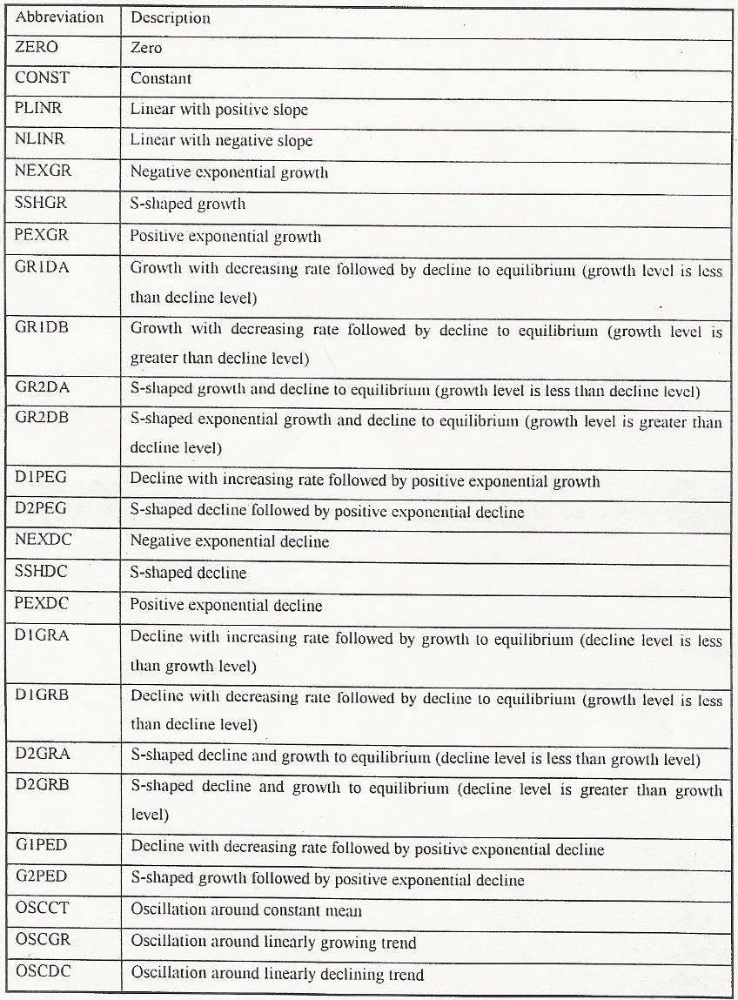 Abbreviation Description
ZERO Zero
CONST Constant
PLINR Linear with positive slope
NLINR Linear with negative slope
NEXGR Negative exponential growth
SSHGR S-shaped growth
PEXGR Positive exponential growth
GR1DA Growth with decreasing rate followed by decline to equilibrium (growth level is less
than decline level)
GR1DB Growth with decreasing rate followed by decline to equilibrium (growth level is
greater than decline level)
GR2DA S-shaped growth and decline to equilibrium (growth level is less than decline level)
GR2DB S-shaped exponential growth and decline to equilibrium (growth level is greater than
decline level)
D1PEG Decline with increasing rate followed by positive exponential growth
D2PEG S-shaped decline followed by positive exponential decline
NEXDC Negative exponential decline
SSHDC S-shaped decline
PEXDC Positive exponential decline
D1GRA Decline with increasing rate followed by growth to equilibrium (decline level is less
than growth level)
D1GRB Decline with decreasing rate followed by decline to equilibrium (growth level is less
than decline level)
D2GRA S-shaped decline and growth to equilibrium (decline level is less than growth level)
D2GRB S-shaped decline and growth to equilibrium (decline level is greater than growth
level)
G1PED Decline with decreasing rate followed by positive exponential decline
G2PED S-shaped growth followed by positive exponential decline
OSCCT Oscillation around constant mean
OSCGR Oscillation around linearly growing trend
OSCDC Oscillation around linearly declining trend